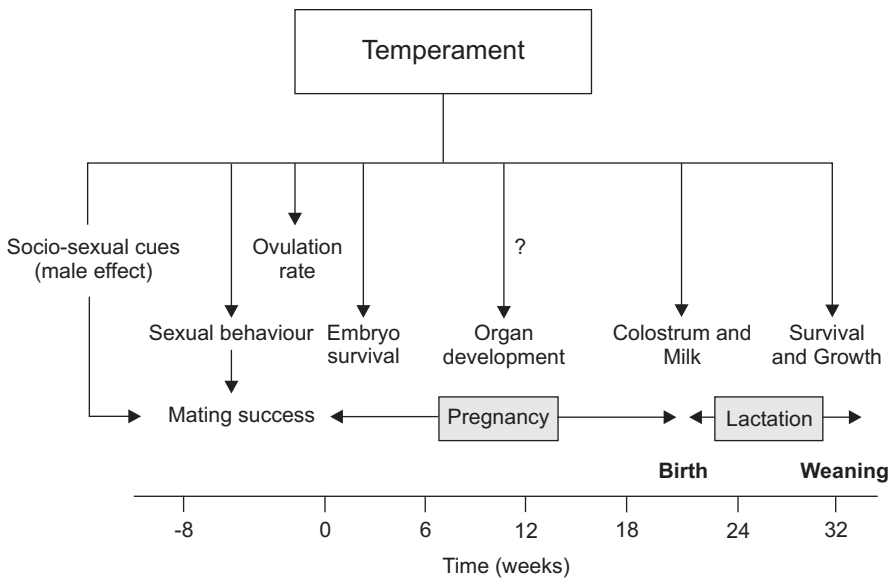 Temperament
Socio-sexual cues
(male effect)
Ovulation
rate
?
Sexual behaviour
Embryo
survival
Organ
development
Colostrum and
Milk
Survival
and Growth
Mating success
Pregnancy
Lactation
Birth
Weaning
-8
0
6
12
18
24
32
Time (weeks)